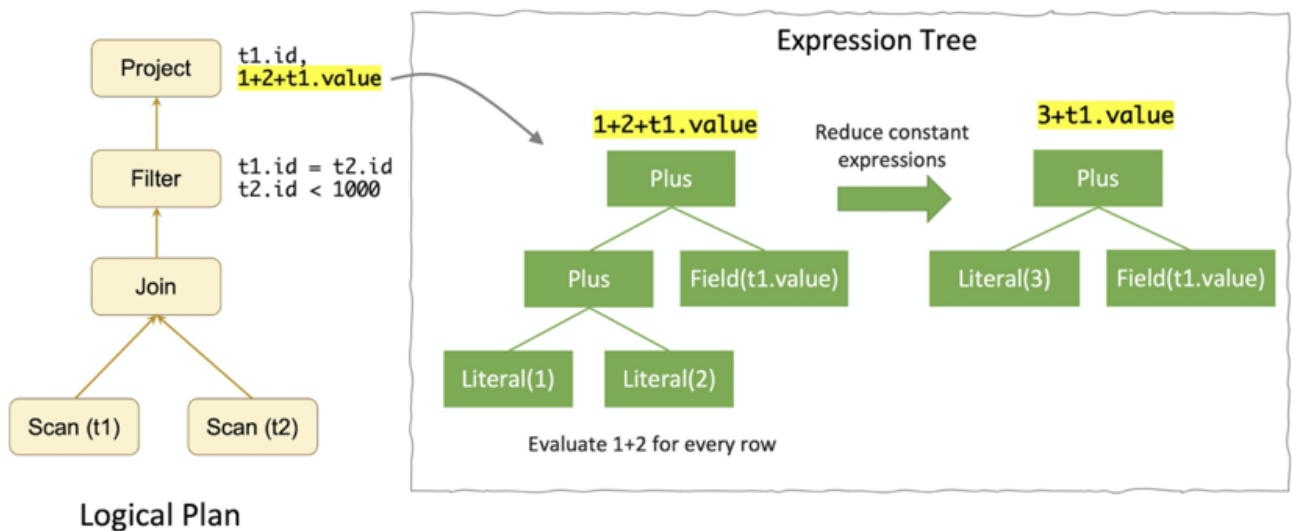 Project
t1.id,
1+2+t1.value
Filter
t1.id = t2.id
t2.id < 1000
Join
Scan (t1)
Scan (t2)
Logical Plan
Expression Tree
1+2+t1.value
Plus
Plus
Field(t1.value)
Literal(1)
Literal(2)
Evaluate 1+2 for every row
Reduce constant
expressions
3+t1.value
Plus
Literal(3)
Field(t1.value)